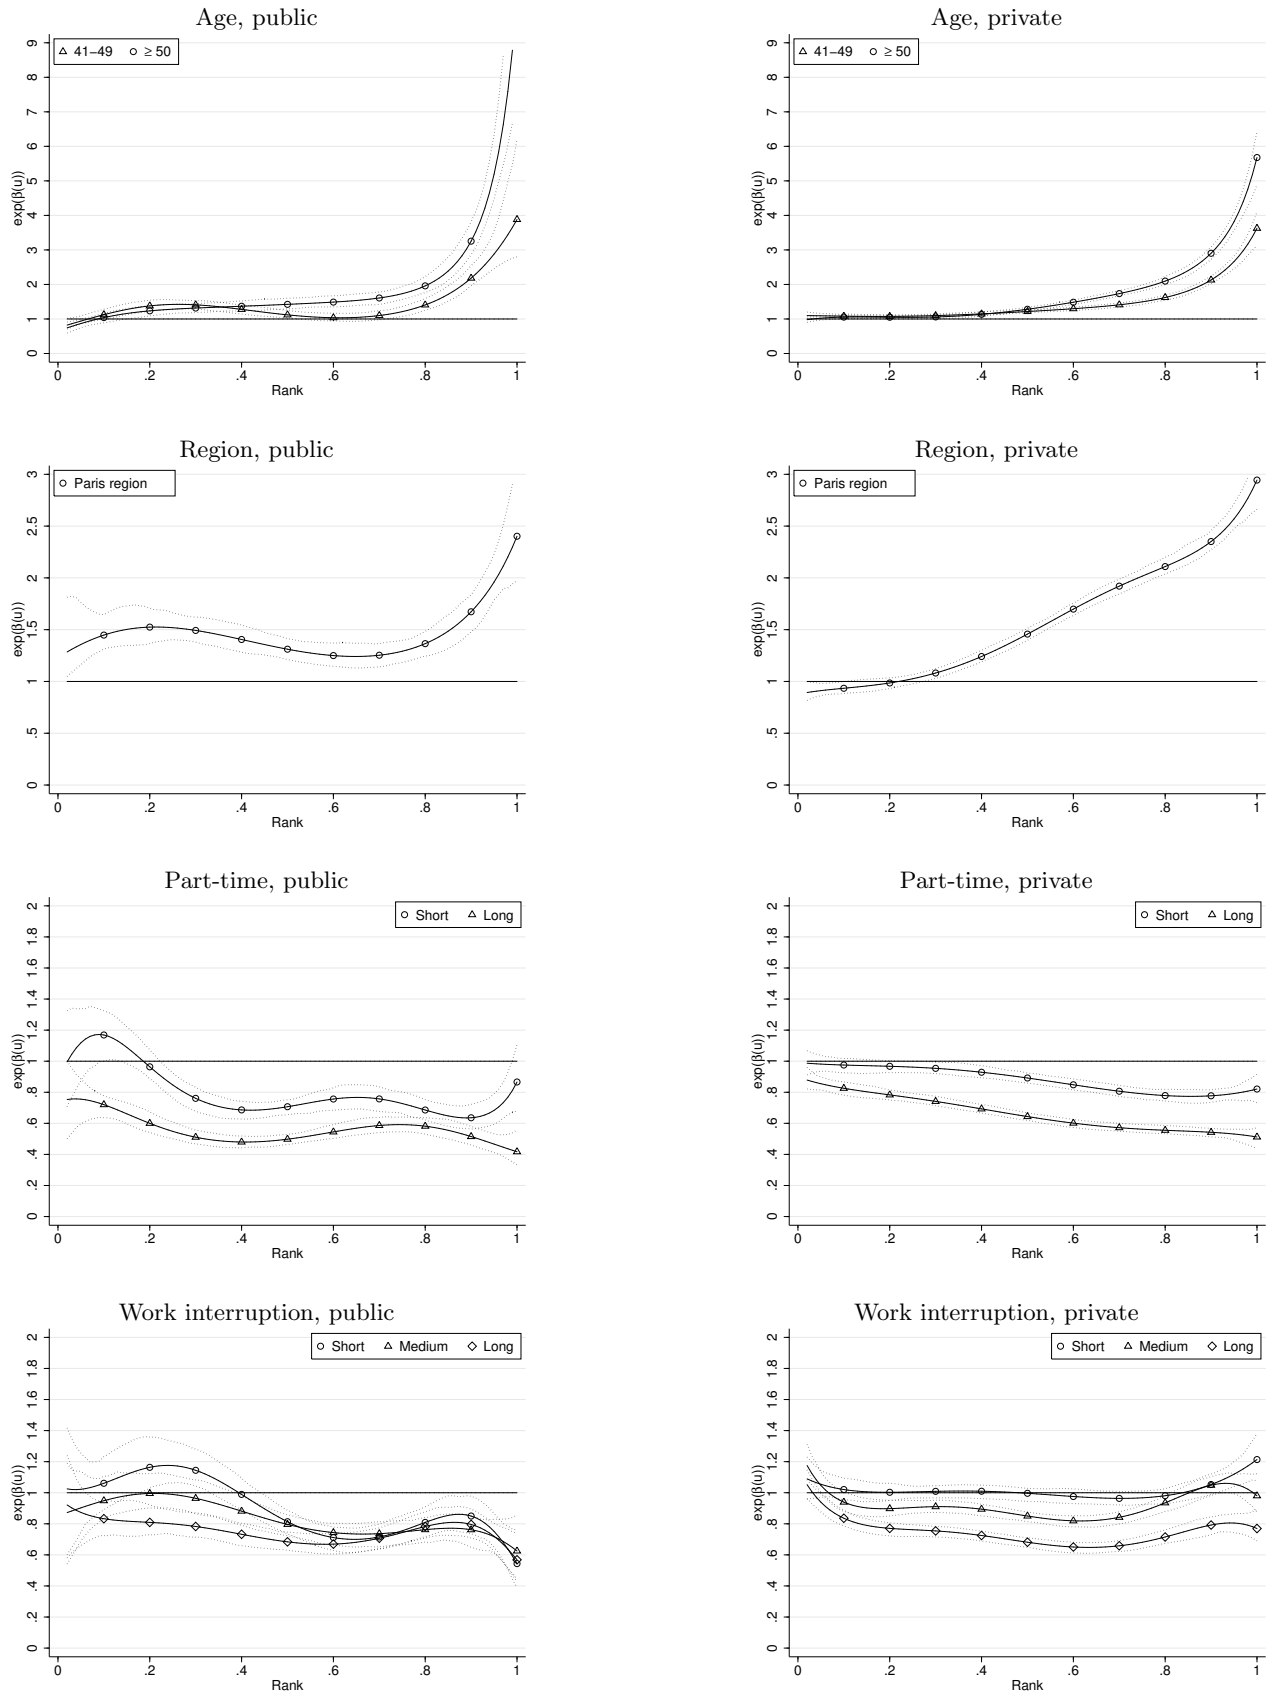 Age, public
41−49 ≥ 50
exp(β(u))
0 1 2 3 4 5 6 7 8 9
0 .2 .4 .6 .8 1
Rank
Age, private
41−49 ≥ 50
exp(β(u))
0 1 2 3 4 5 6 7 8 9
0 .2 .4 .6 .8 1
Rank
Region, public
Paris region
exp(β(u))
0 .5 1 1.5 2 2.5 3
0 .2 .4 .6 .8 1
Rank
Region, private
Paris region
exp(β(u))
0 .5 1 1.5 2 2.5 3
0 .2 .4 .6 .8 1
Rank
Part-time, public
Short Long
exp(β(u))
0 .2 .4 .6 .8 1 1.2 1.4 1.6 1.8 2
0 .2 .4 .6 .8 1
Rank
Part-time, private
Short Long
exp(β(u))
0 .2 .4 .6 .8 1 1.2 1.4 1.6 1.8 2
0 .2 .4 .6 .8 1
Rank
Work interruption, public
Short Medium Long
exp(β(u))
0 .2 .4 .6 .8 1 1.2 1.4 1.6 1.8 2
0 .2 .4 .6 .8 1
Rank
Work interruption, private
Short Medium Long
exp(β(u))
0 .2 .4 .6 .8 1 1.2 1.4 1.6 1.8 2
0 .2 .4 .6 .8 1
Rank